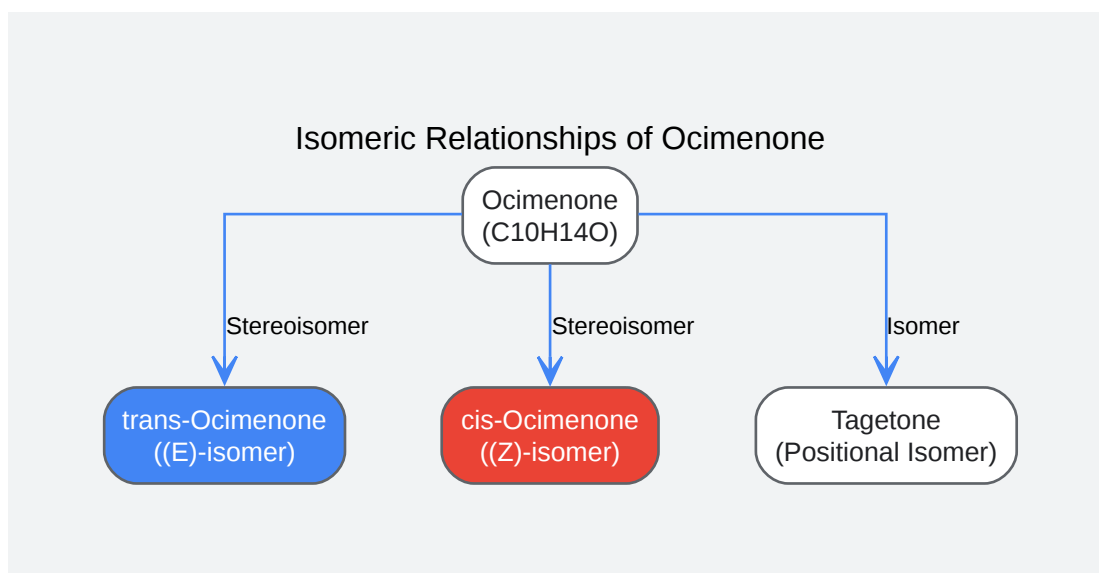 Isomeric Relationships of Ocimenone
Ocimenone
(C10H14O)
Stereoisomer
Stereoisomer
Isomer
trans-Ocimenone
((E)-isomer)
cis-Ocimenone
((Z)-isomer)
Tagetone
(Positional Isomer)